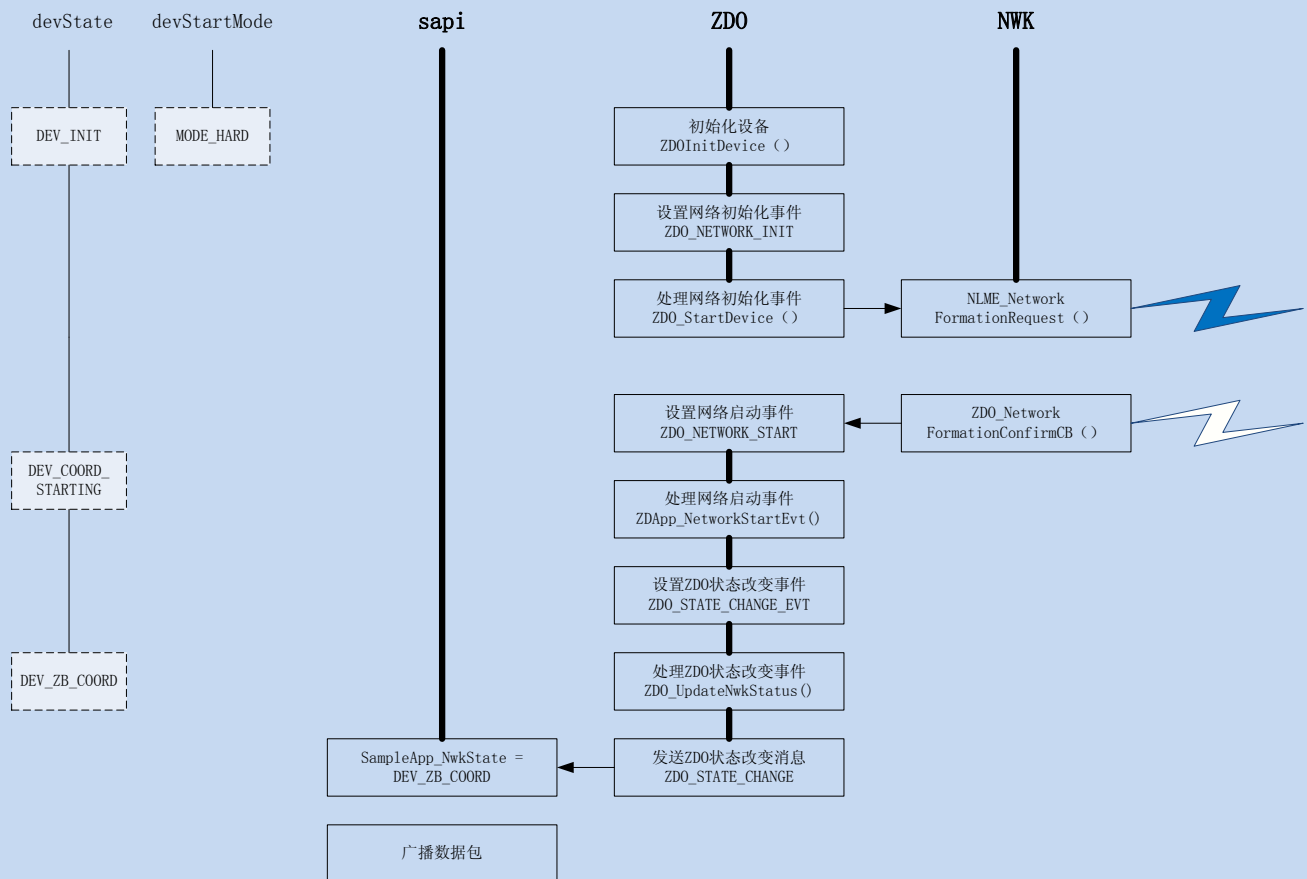 devState
devStartMode
sapi
ZDO
NWK
DEV_INIT
MODE_HARD
初始化设备
ZDOInitDevice（）
设置网络初始化事件
ZDO_NETWORK_INIT
处理网络初始化事件
ZDO_StartDevice（）
NLME_Network
FormationRequest（）
设置网络启动事件
ZDO_NETWORK_START
ZDO_Network
FormationConfirmCB（）
DEV_COORD_
STARTING
处理网络启动事件
ZDApp_NetworkStartEvt()
设置ZDO状态改变事件
ZDO_STATE_CHANGE_EVT
DEV_ZB_COORD
处理ZDO状态改变事件
ZDO_UpdateNwkStatus()
SampleApp_NwkState =
DEV_ZB_COORD
发送ZDO状态改变消息
ZDO_STATE_CHANGE
广播数据包